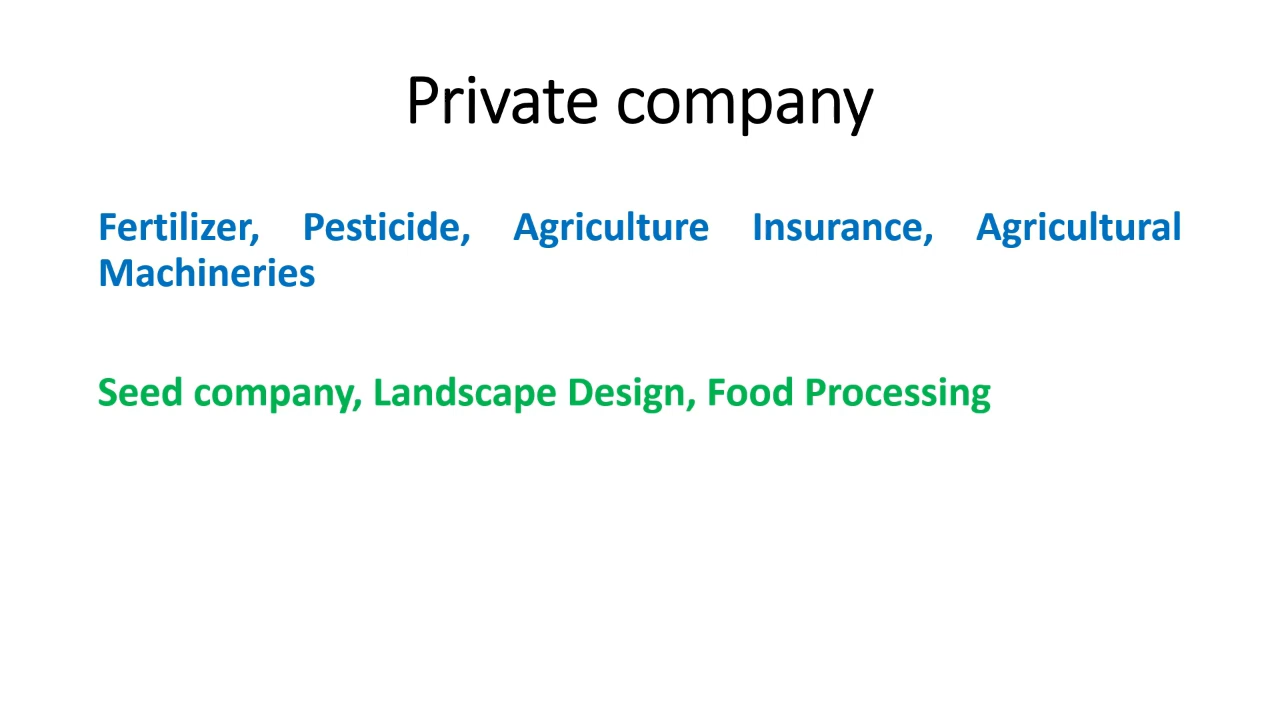 Private company
Fertilizer, Pesticide, Agriculture Insurance, Agricultural
Machineries
Seed company, Landscape Design, Food Processing